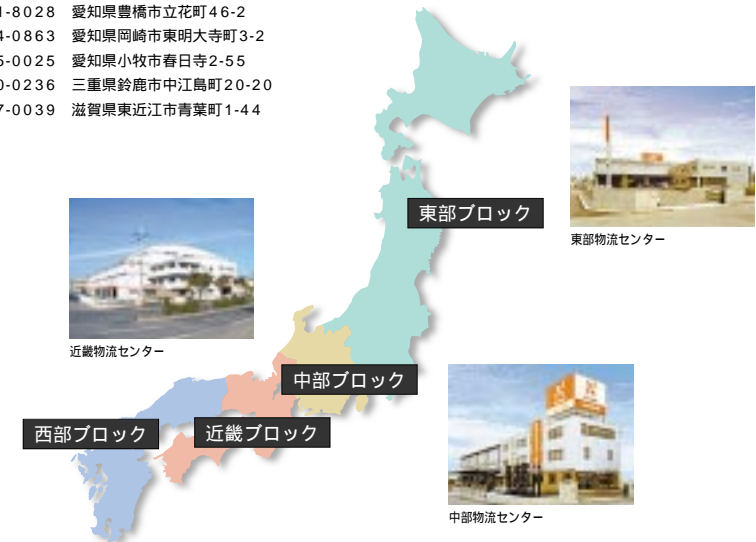 1-8028 愛知県豊橋市立花町46-2
4-0863 愛知県岡崎市東明大寺町3-2
5-0025 愛知県小牧市春日寺2-55
0-0236 三重県鈴鹿市中江島町20-20
7-0039 滋賀県東近江市青葉町1-44
東部ブロック
東部物流センター
近畿物流センター
中部ブロック
西部ブロック
近畿ブロック
中部物流センター